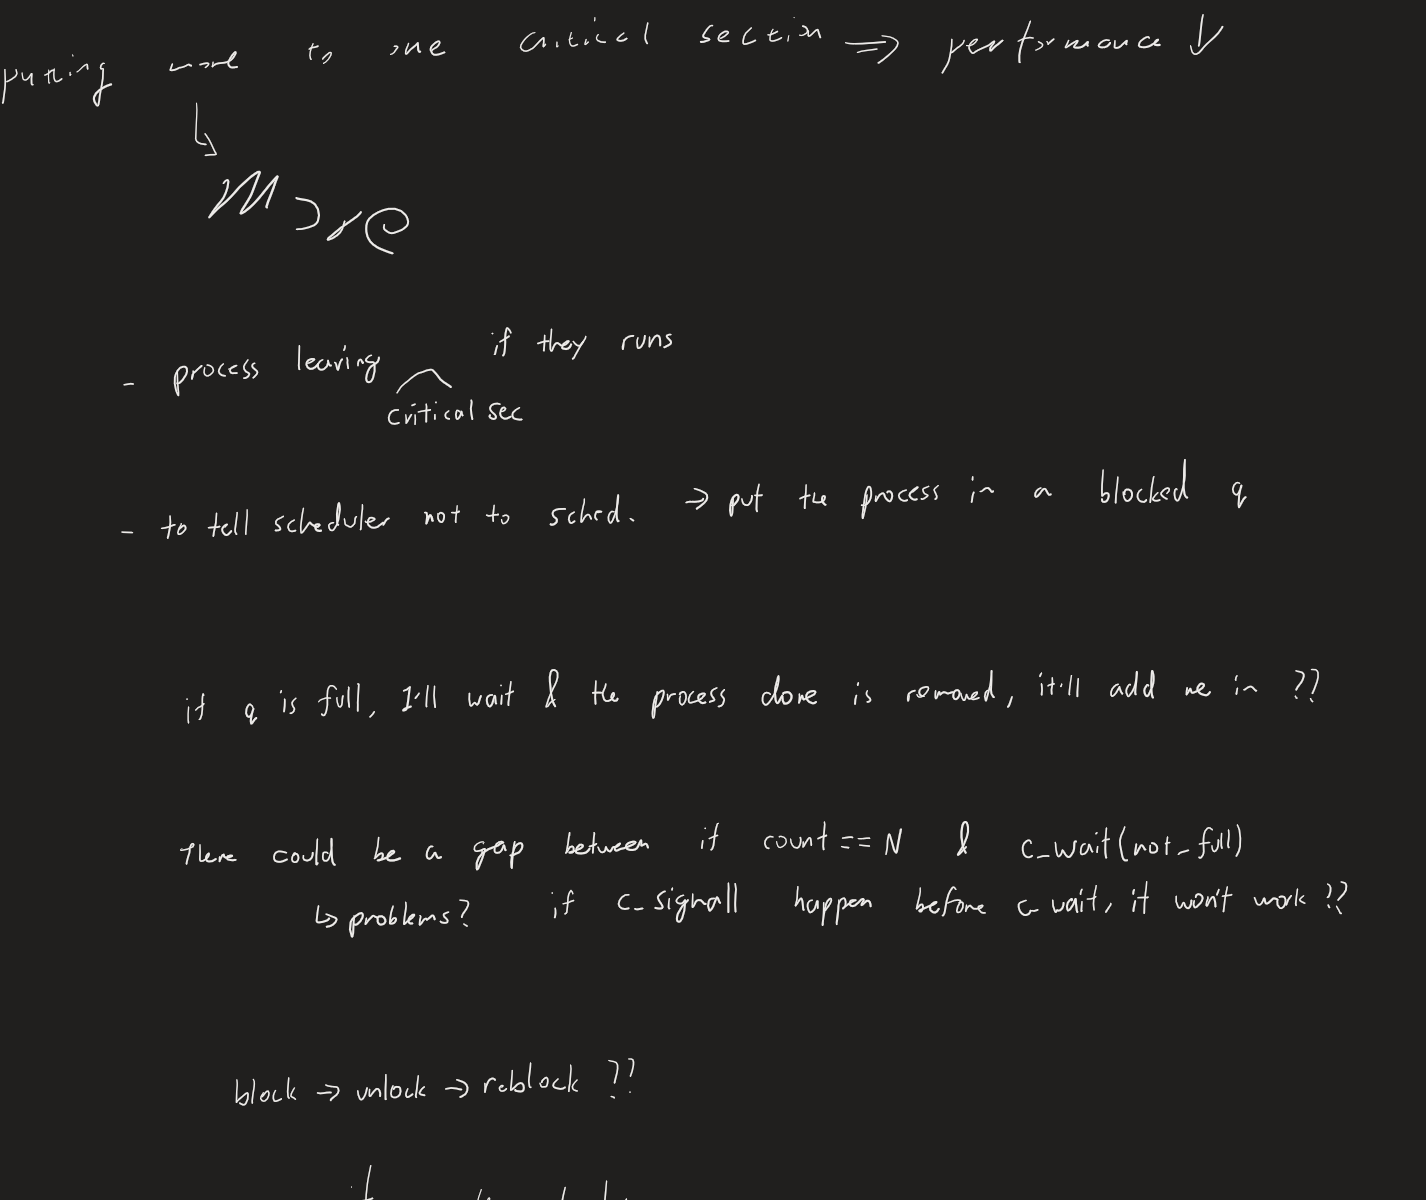 putting more to one critical section ⇒ performance ↓
↳ more
- process leaving if they runs
critical sec
- to tell scheduler not to sched. → put the process in a blocked q
if q is full, I'll wait & the process done is removed, it'll add me in ??
There could be a gap between if count == N & c_wait(not_full)
↳ problems? if c_signall happen before c_wait, it won't work ??
block → unlock → reblock ??